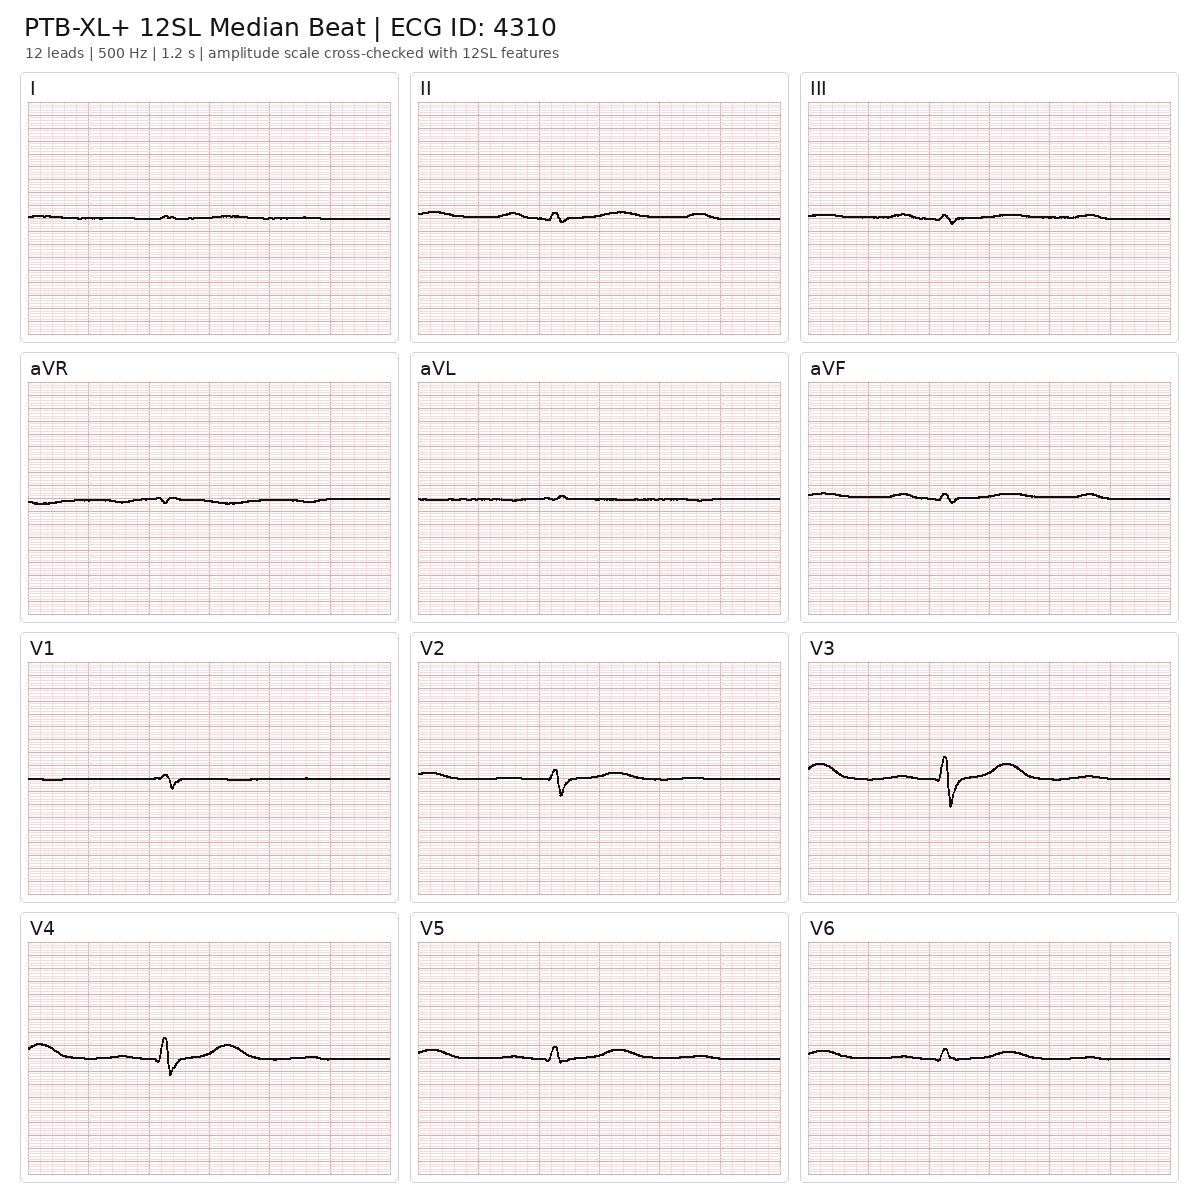 PTB-XL+ 12SL Median Beat | ECG ID: 4310
12 leads | 500 Hz | 1.2 s | amplitude scale cross-checked with 12SL features
I
II
III
aVR
aVL
aVF
V1
V2
V3
V4
V5
V6